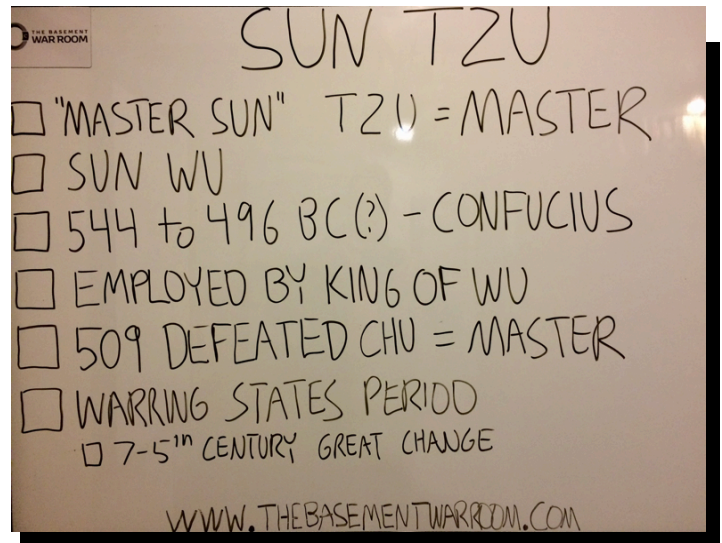 THE BASEMENT
WAR ROOM
SUN TZU
"MASTER SUN" TZU = MASTER
SUN WU
544 to 496 BC(?) - CONFUCIUS
EMPLOYED BY KING OF WU
509 DEFEATED CHU = MASTER
WARRING STATES PERIOD
7-5th CENTURY GREAT CHANGE
WWW.THEBASEMENTWARROOM.COM